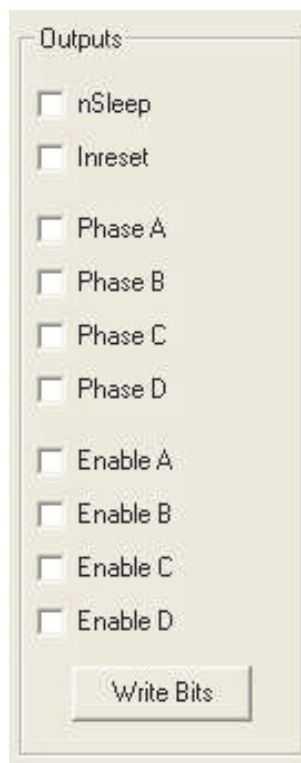 Outputs
nSleep
Inreset
Phase A
Phase B
Phase C
Phase D
Enable A
Enable B
Enable C
Enable D
Write Bits